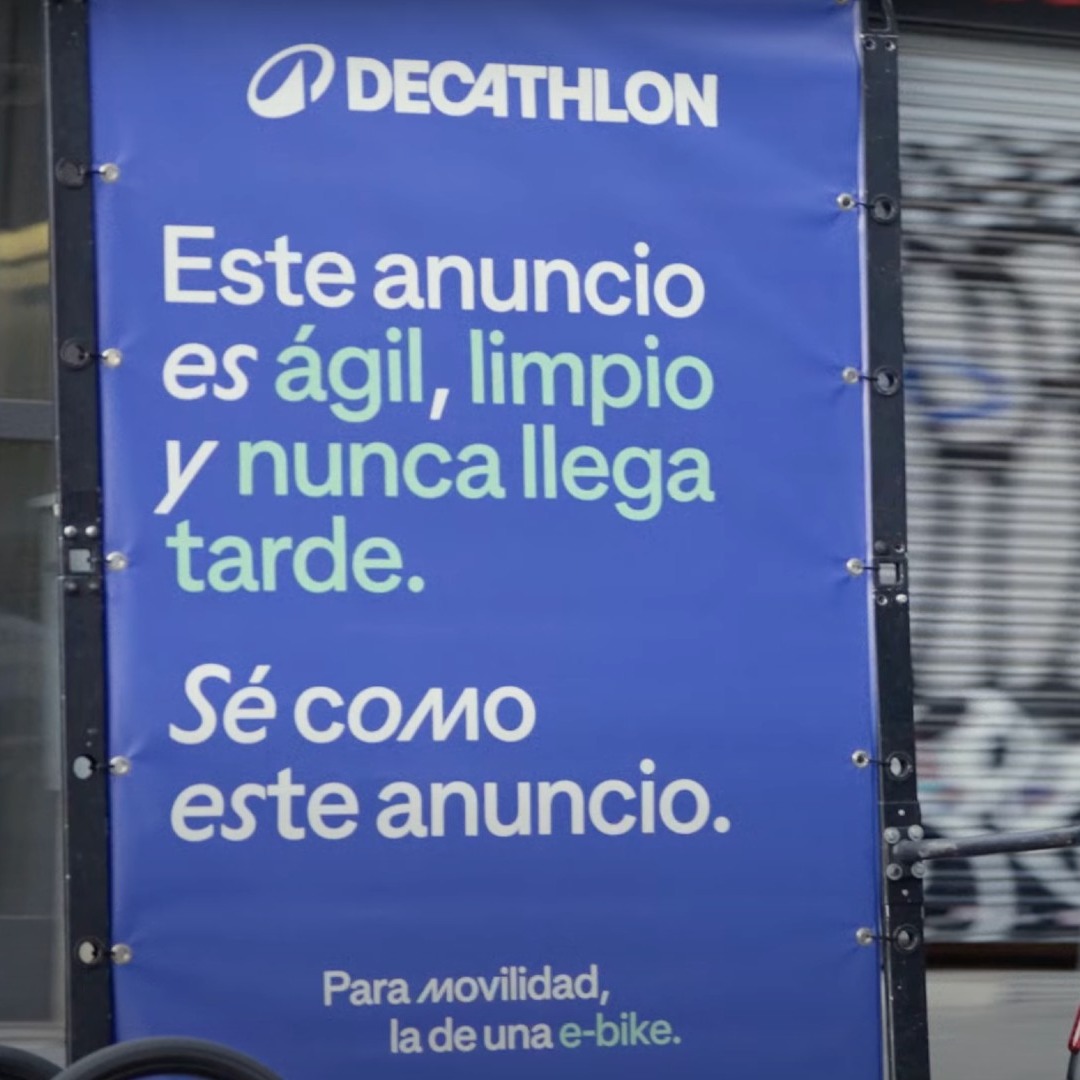 DECATHLON
Este anuncio
es ágil, limpio
y nunca llega
tarde.
Sé como
este anuncio.
Para movilidad,
la de una e-bike.